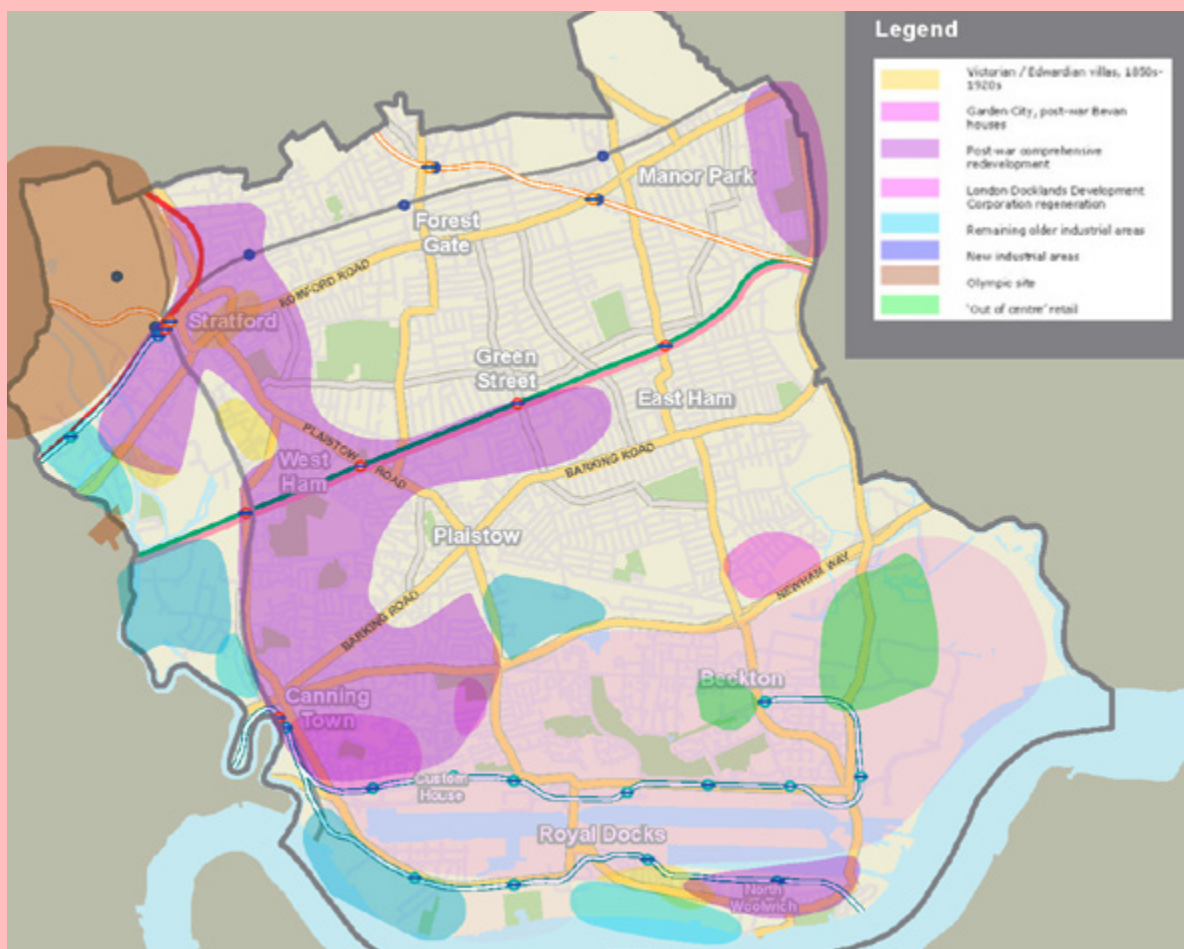 Legend
Victorian / Edwardian villas, 1850s-
1920s
Garden City, post-war Bevan
houses
Post-war comprehensive
redevelopment
London Docklands Development
Corporation regeneration
Remaining older industrial areas
New industrial areas
Olympic site
'Out of centre' retail
Manor Park
Forest
Gate
ROMFORD ROAD
Stratford
Green
Street
East Ham
PLAISTOW ROAD
West
Ham
BARKING ROAD
Plaistow
NEWHAM WAY
BARKING ROAD
Beckton
Canning
Town
Custom
House
Royal Docks
North
Woolwich